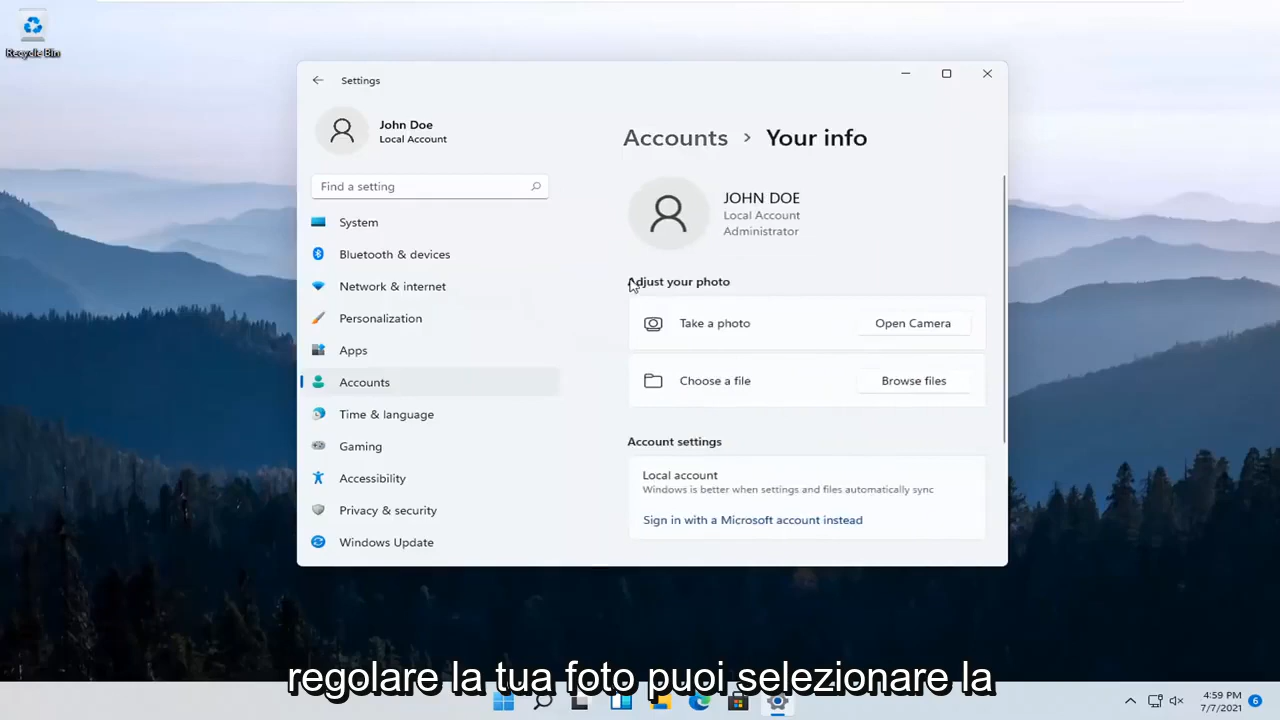 Recycle Bin
Settings
John Doe
Local Account
Find a setting
System
Bluetooth & devices
Network & internet
Personalization
Apps
Accounts
Time & language
Gaming
Accessibility
Privacy & security
Windows Update
Accounts > Your info
JOHN DOE
Local Account
Administrator
Adjust your photo
Take a photo
Open Camera
Choose a file
Browse files
Account settings
Local account
Windows is better when settings and files automatically sync
Sign in with a Microsoft account instead
regolare la tua foto puoi selezionare la
4:59 PM
7/7/2021
6